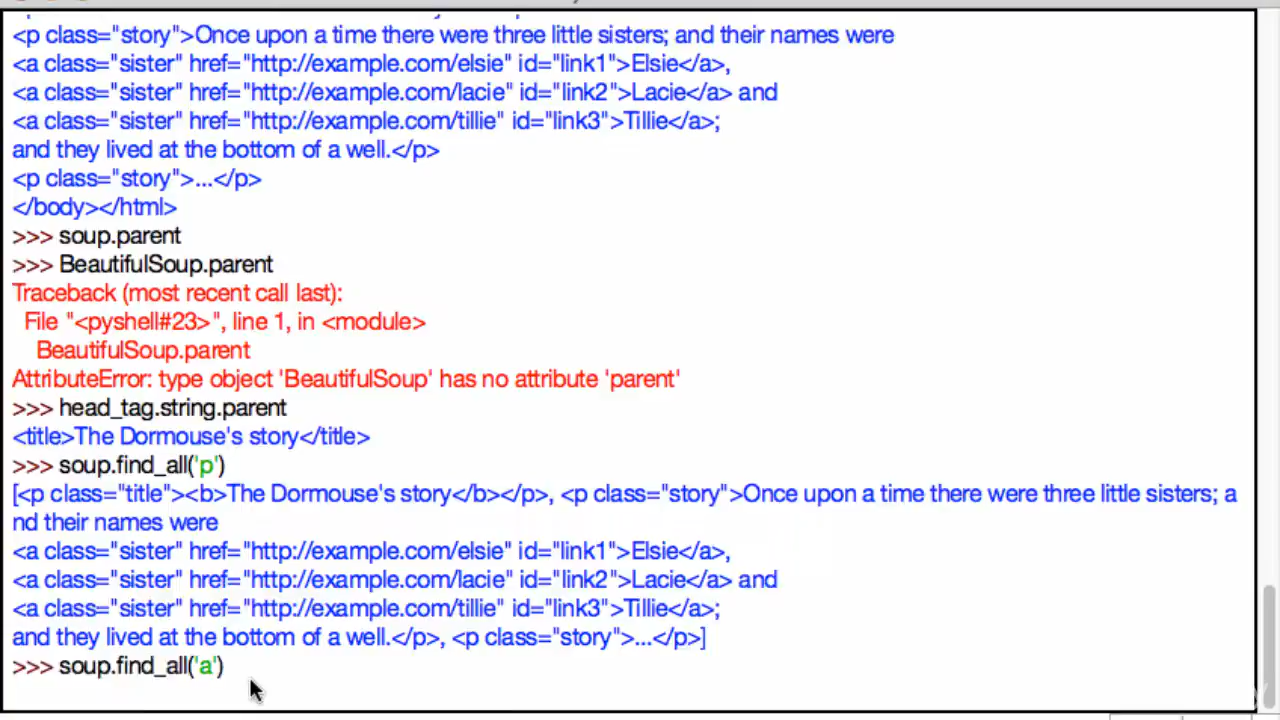 <p class="story">Once upon a time there were three little sisters; and their names were
<a class="sister" href="http://example.com/elsie" id="link1">Elsie</a>,
<a class="sister" href="http://example.com/lacie" id="link2">Lacie</a> and
<a class="sister" href="http://example.com/tillie" id="link3">Tillie</a>;
and they lived at the bottom of a well.</p>
<p class="story">...</p>
</body></html>
>>> soup.parent
>>> BeautifulSoup.parent
Traceback (most recent call last):
  File "<pyshell#23>", line 1, in <module>
    BeautifulSoup.parent
AttributeError: type object 'BeautifulSoup' has no attribute 'parent'
>>> head_tag.string.parent
<title>The Dormouse's story</title>
>>> soup.find_all('p')
[<p class="title"><b>The Dormouse's story</b></p>, <p class="story">Once upon a time there were three little sisters; a
nd their names were
<a class="sister" href="http://example.com/elsie" id="link1">Elsie</a>,
<a class="sister" href="http://example.com/lacie" id="link2">Lacie</a> and
<a class="sister" href="http://example.com/tillie" id="link3">Tillie</a>;
and they lived at the bottom of a well.</p>, <p class="story">...</p>]
>>> soup.find_all('a')